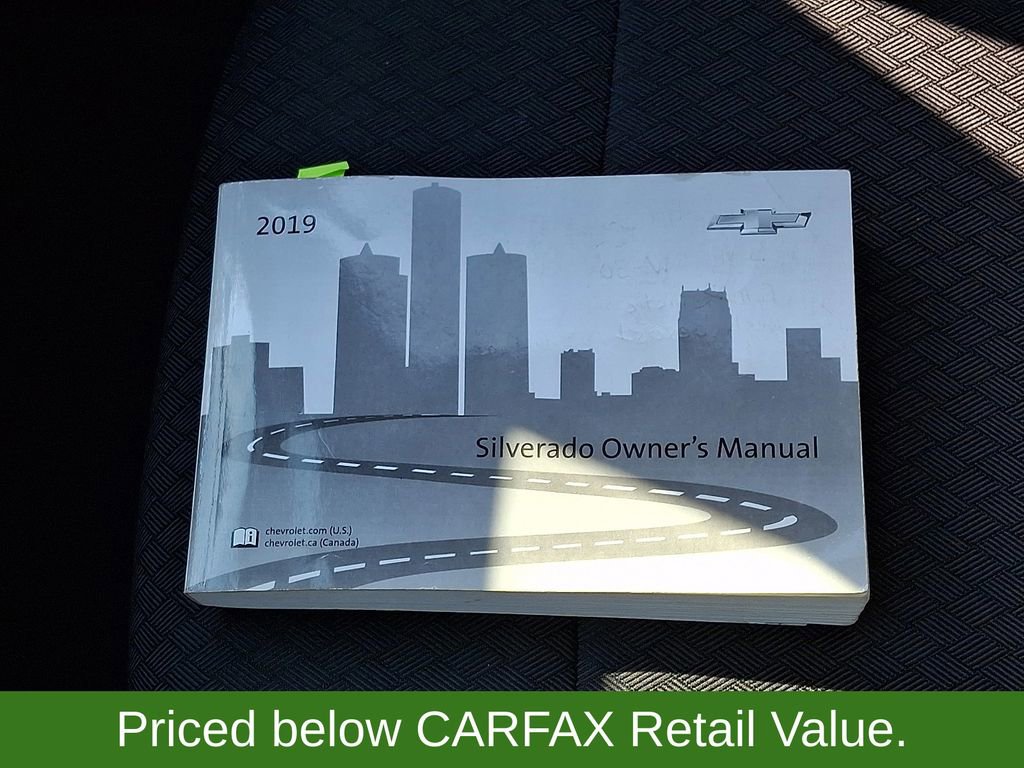 2019
Silverado Owner's Manual
chevrolet.com (U.S.)
chevrolet.ca (Canada)
Priced below CARFAX Retail Value.